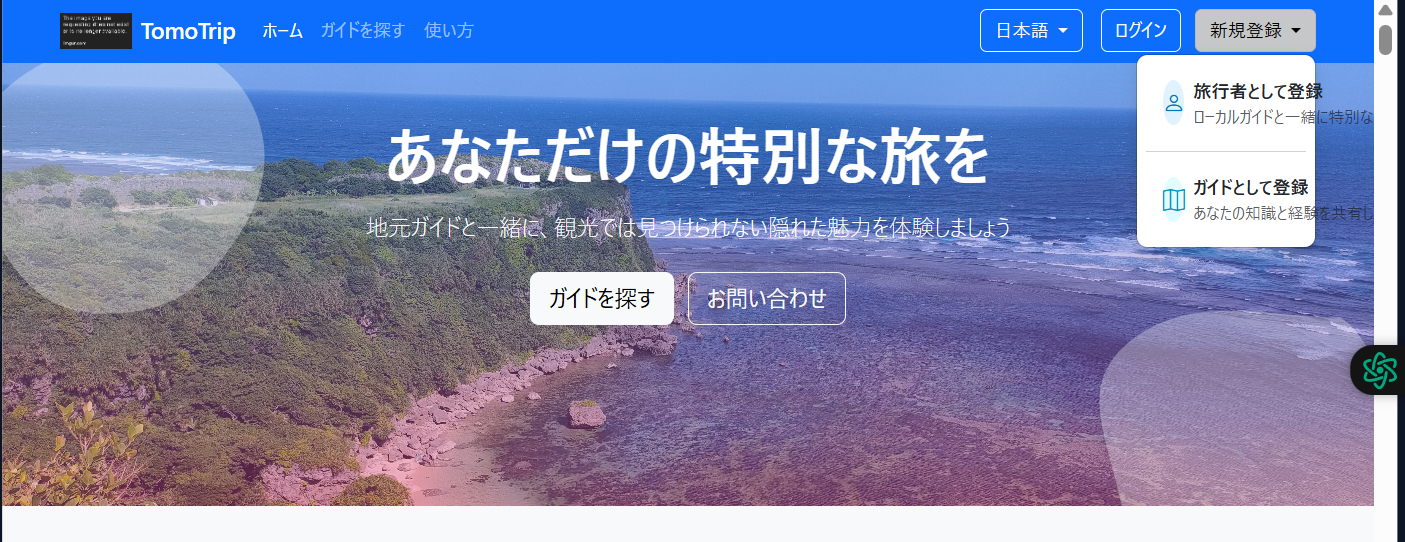 The image you are
requesting does not exist
or is no longer available.
imgur.com
TomoTrip
ホーム
ガイドを探す
使い方
日本語
ログイン
新規登録
旅行者として登録
ローカルガイドと一緒に特別な
ガイドとして登録
あなたの知識と経験を共有し
あなただけの特別な旅を
地元ガイドと一緒に、観光では見つけられない隠れた魅力を体験しましょう
ガイドを探す
お問い合わせ